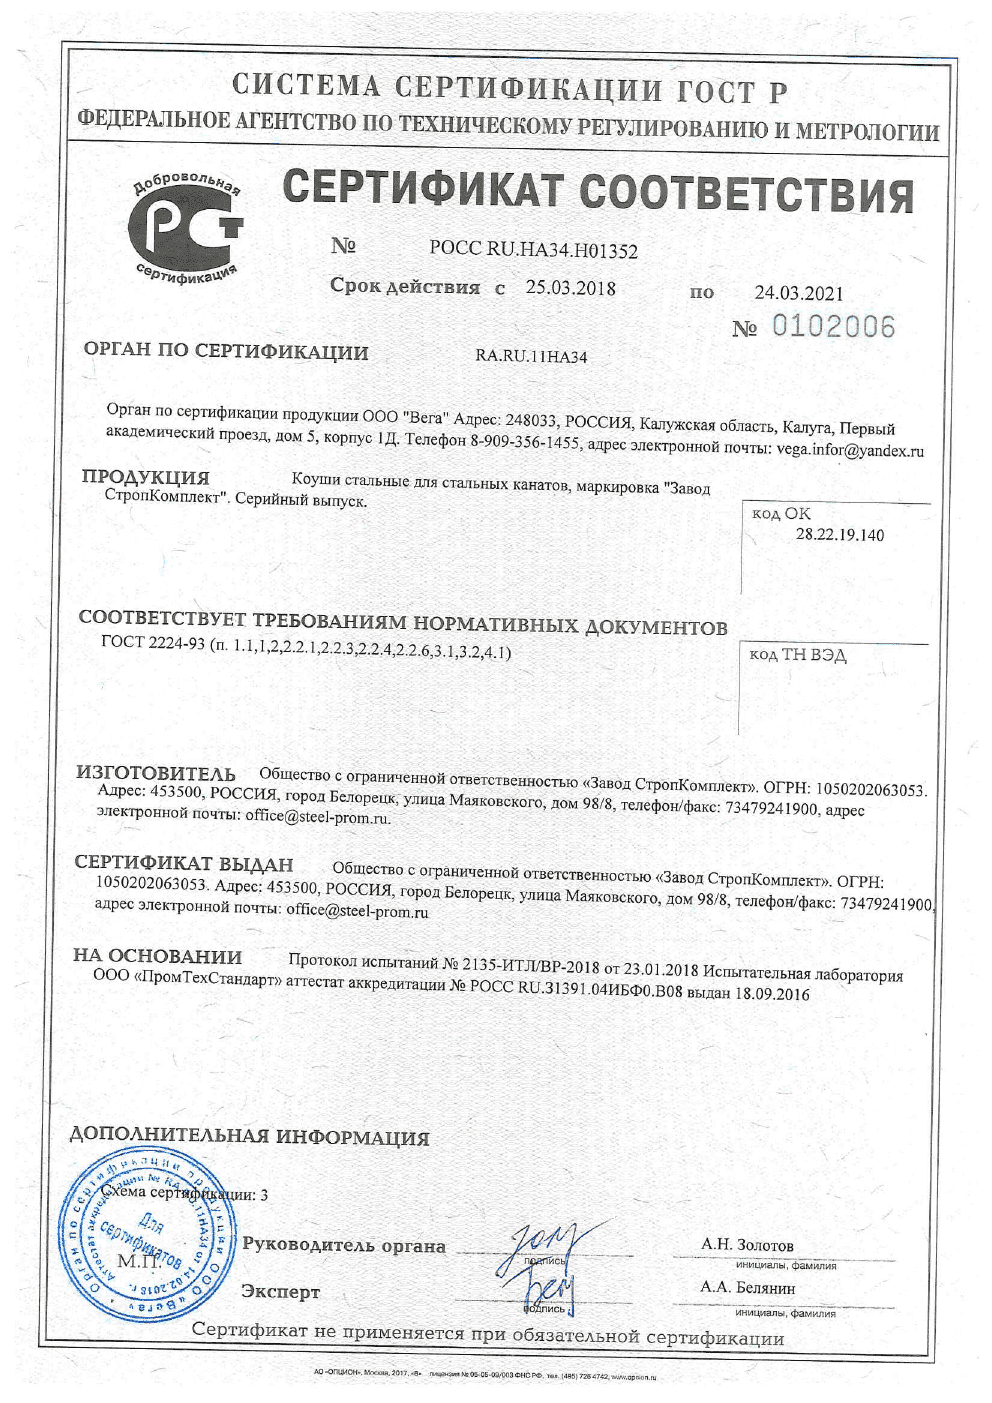 СИСТЕМА СЕРТИФИКАЦИИ ГОСТ Р
ФЕДЕРАЛЬНОЕ АГЕНТСТВО ПО ТЕХНИЧЕСКОМУ РЕГУЛИРОВАНИЮ И МЕТРОЛОГИИ
Добровольная
РСТ
сертификация
СЕРТИФИКАТ СООТВЕТСТВИЯ
№ РОСС RU.НА34.Н01352
Срок действия с 25.03.2018 по 24.03.2021
№ 0102006
ОРГАН ПО СЕРТИФИКАЦИИ RA.RU.11НА34
Орган по сертификации продукции ООО "Вега" Адрес: 248033, РОССИЯ, Калужская область, Калуга, Первый
академический проезд, дом 5, корпус 1Д. Телефон 8-909-356-1455, адрес электронной почты: vega.infor@yandex.ru
ПРОДУКЦИЯ Коуши стальные для стальных канатов, маркировка "Завод
СтропКомплект". Серийный выпуск.
код ОК
28.22.19.140
СООТВЕТСТВУЕТ ТРЕБОВАНИЯМ НОРМАТИВНЫХ ДОКУМЕНТОВ
ГОСТ 2224-93 (п. 1.1,1,2,2.2.1,2.2.3,2.2.4,2.2.6,3.1,3.2,4.1)
код ТН ВЭД
ИЗГОТОВИТЕЛЬ Общество с ограниченной ответственностью «Завод СтропКомплект». ОГРН: 1050202063053.
Адрес: 453500, РОССИЯ, город Белорецк, улица Маяковского, дом 98/8, телефон/факс: 73479241900, адрес
электронной почты: office@steel-prom.ru.
СЕРТИФИКАТ ВЫДАН Общество с ограниченной ответственностью «Завод СтропКомплект». ОГРН:
1050202063053. Адрес: 453500, РОССИЯ, город Белорецк, улица Маяковского, дом 98/8, телефон/факс: 73479241900,
адрес электронной почты: office@steel-prom.ru
НА ОСНОВАНИИ Протокол испытаний № 2135-ИТЛ/ВР-2018 от 23.01.2018 Испытательная лаборатория
ООО «ПромТехСтандарт» аттестат аккредитации № РОСС RU.31391.04ИБФ0.В08 выдан 18.09.2016
ДОПОЛНИТЕЛЬНАЯ ИНФОРМАЦИЯ
Схема сертификации: 3
Орган по сертификации продукции ООО «Вега»
Аттестат аккредитации № RA.RU.11НА34 от 14.02.2018 г.
Для
сертификатов
М.П.
Руководитель органа
подпись
А.Н. Золотов
инициалы, фамилия
Эксперт
подпись
А.А. Белянин
инициалы, фамилия
Сертификат не применяется при обязательной сертификации
АО «ОПЦИОН», Москва, 2017, «В» лицензия № 05-05-09/003 ФНС РФ, тел. (495) 726 4742, www.opcion.ru